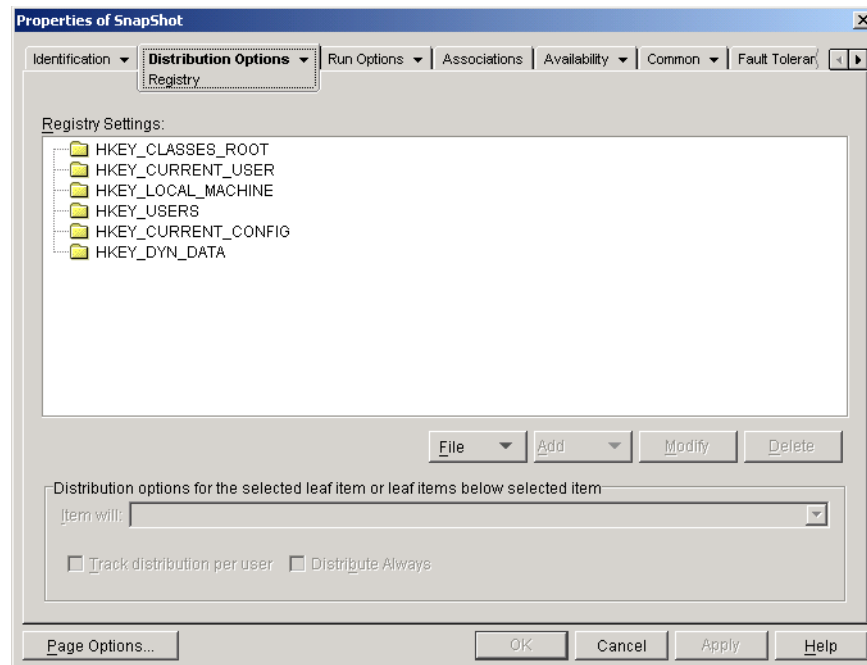 Properties of SnapShot
Identification Distribution Options Run Options Associations Availability Common Fault Toleran
Registry
Registry Settings:
HKEY_CLASSES_ROOT
HKEY_CURRENT_USER
HKEY_LOCAL_MACHINE
HKEY_USERS
HKEY_CURRENT_CONFIG
HKEY_DYN_DATA
File Add Modify Delete
Distribution options for the selected leaf item or leaf items below selected item
Item will:
Track distribution per user Distribute Always
Page Options... OK Cancel Apply Help